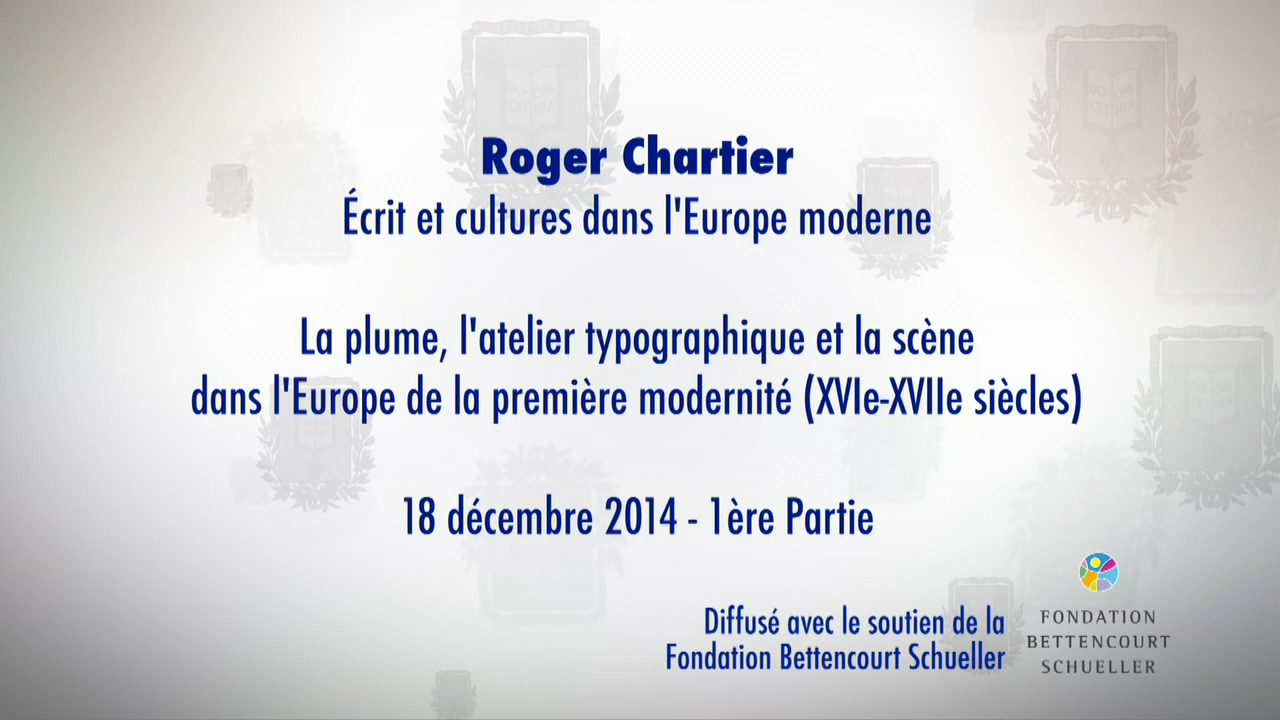 Roger Chartier
Écrit et cultures dans l'Europe moderne
La plume, l'atelier typographique et la scène
dans l'Europe de la première modernité (XVIe-XVIIe siècles)
18 décembre 2014 - 1ère Partie
Diffusé avec le soutien de la
Fondation Bettencourt Schueller
FONDATION
BETTENCOURT
SCHUELLER